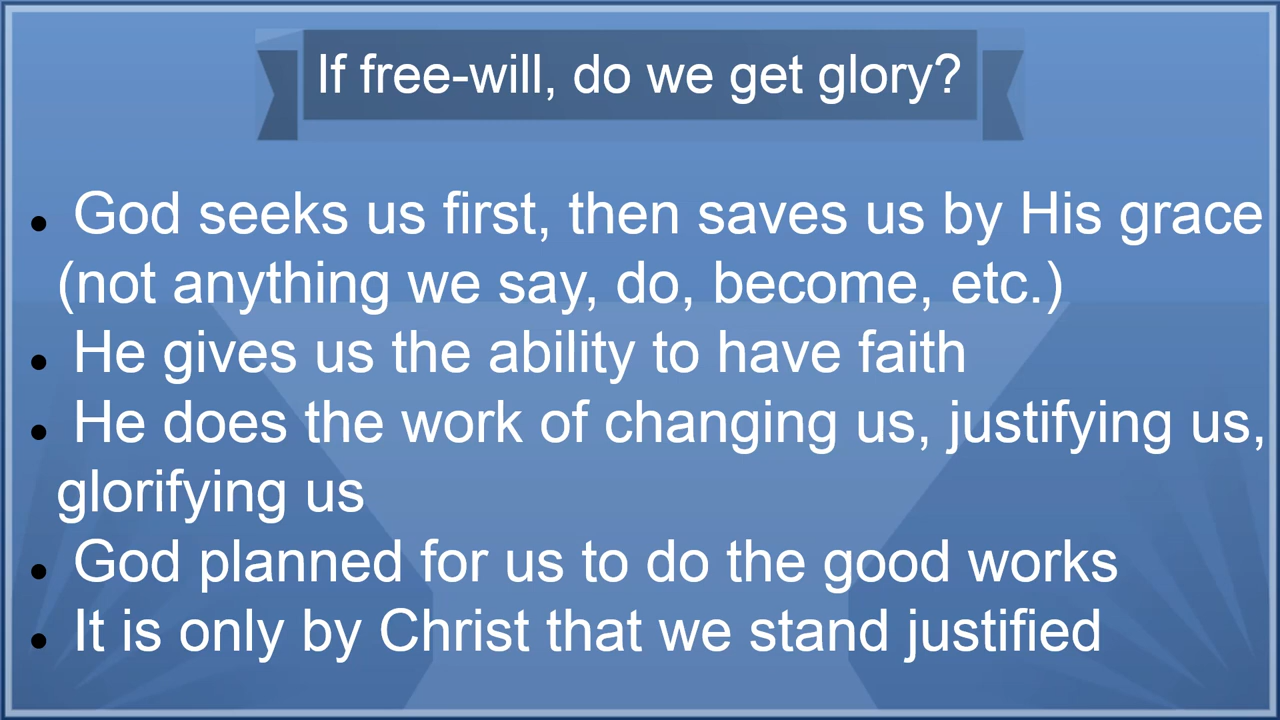 If free-will, do we get glory?
● God seeks us first, then saves us by His grace
(not anything we say, do, become, etc.)
● He gives us the ability to have faith
● He does the work of changing us, justifying us,
glorifying us
● God planned for us to do the good works
● It is only by Christ that we stand justified